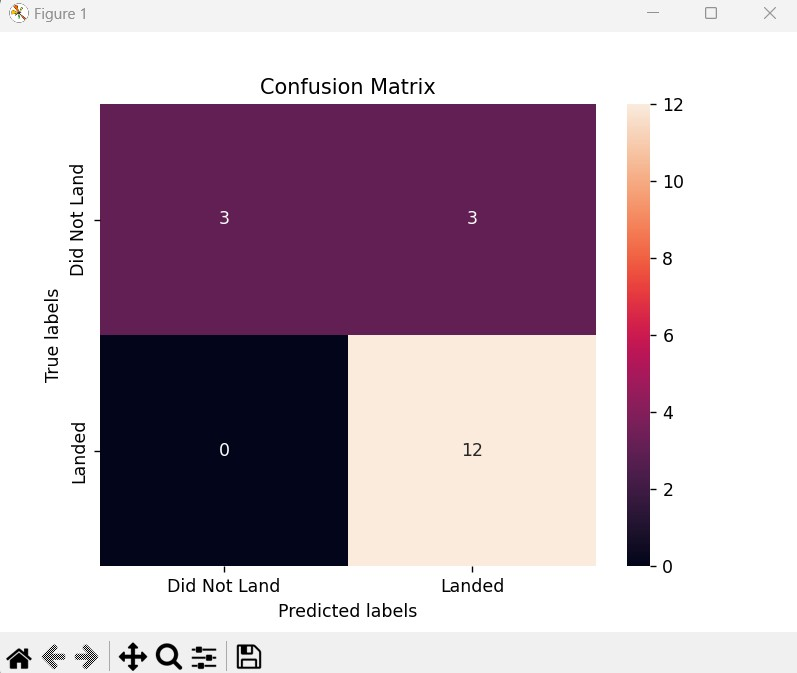 Figure 1
Confusion Matrix
True labels
Did Not Land
Landed
3
3
0
12
Did Not Land
Landed
Predicted labels
12
10
8
6
4
2
0